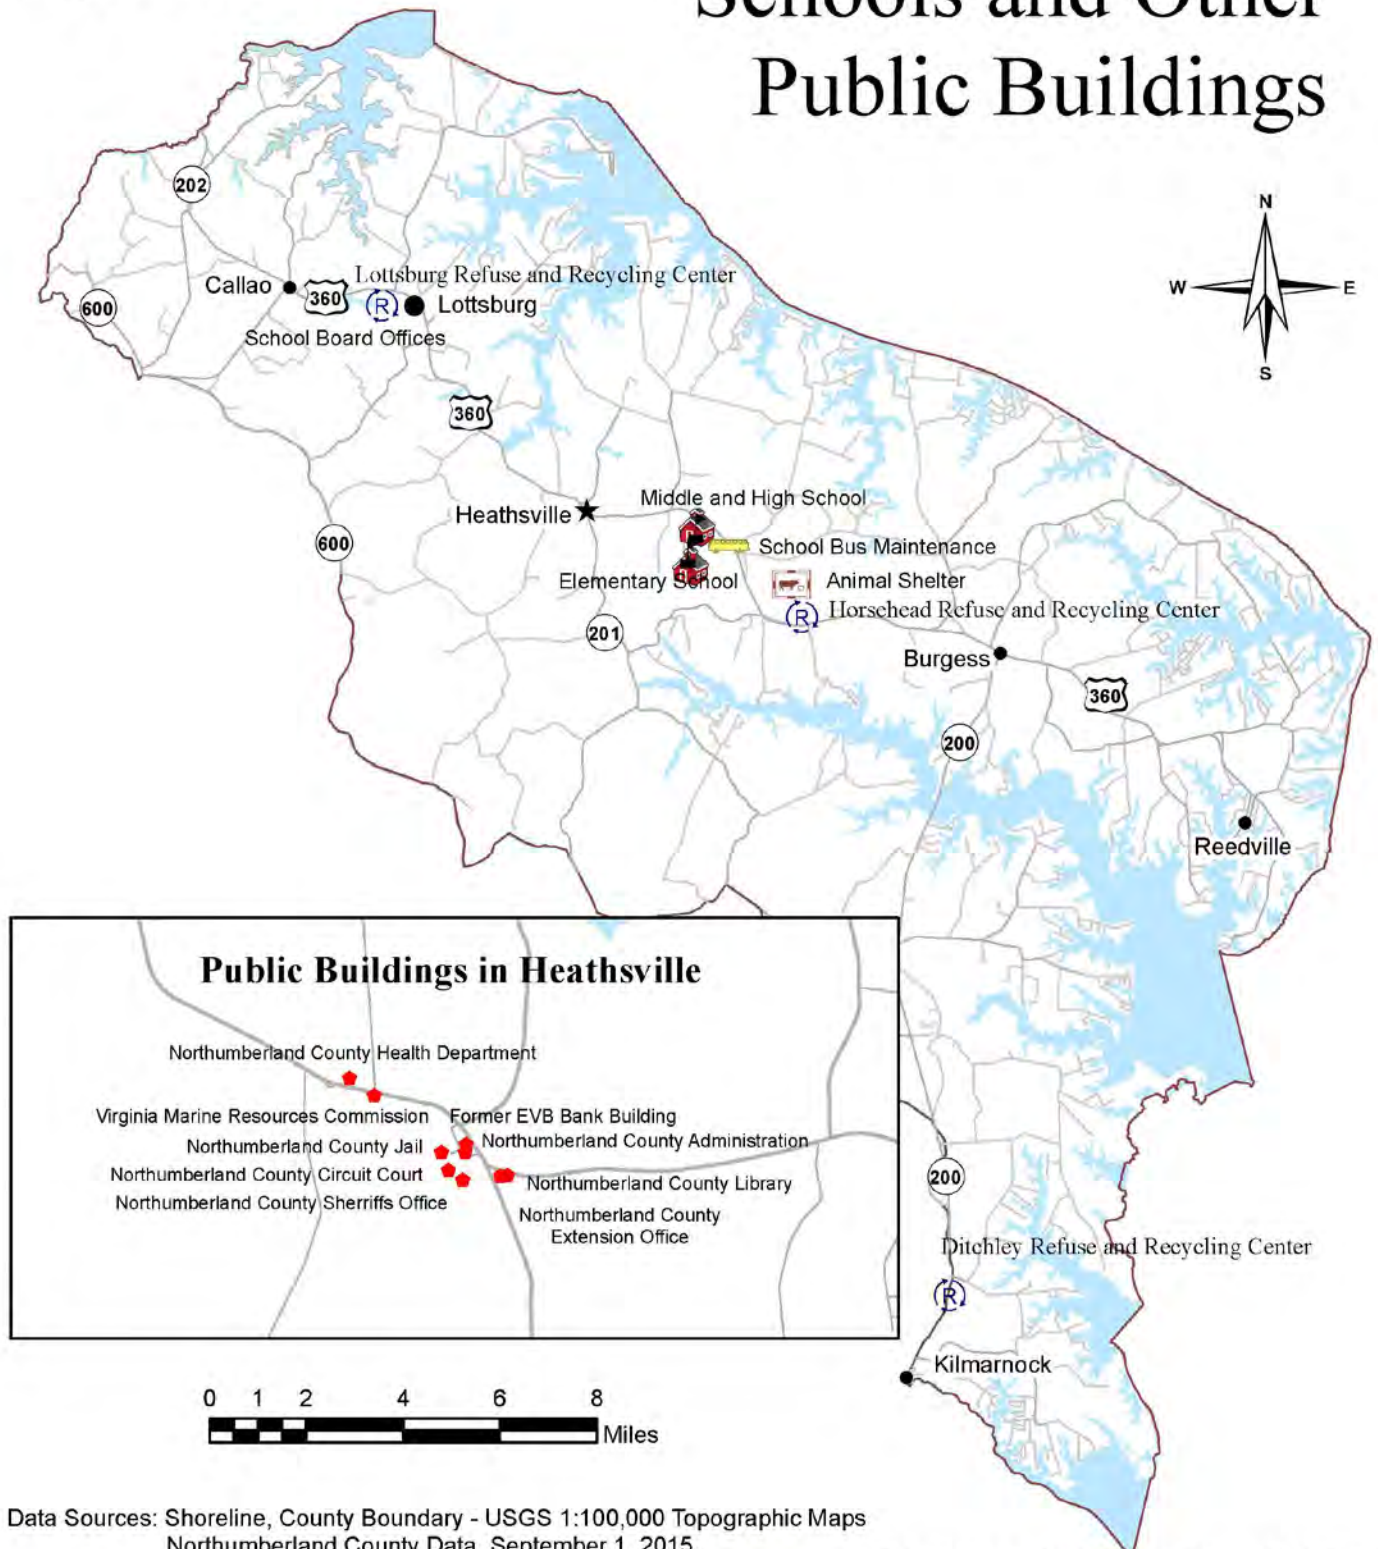 Schools and Other
Public Buildings
N
W
E
S
202
Callao
360
Lottsburg Refuse and Recycling Center
R
Lottsburg
600
School Board Offices
360
Middle and High School
Heathsville
600
School Bus Maintenance
Elementary School
Animal Shelter
R
Horsehead Refuse and Recycling Center
201
Burgess
360
200
Reedville
Public Buildings in Heathsville
Northumberland County Health Department
Virginia Marine Resources Commission
Former EVB Bank Building
Northumberland County Jail
Northumberland County Administration
Northumberland County Circuit Court
Northumberland County Library
Northumberland County Sherriffs Office
Northumberland County
Extension Office
200
Ditchley Refuse and Recycling Center
R
Kilmarnock
0 1 2 4 6 8
Miles
Data Sources: Shoreline, County Boundary - USGS 1:100,000 Topographic Maps
Northumberland County Data, September 1, 2015